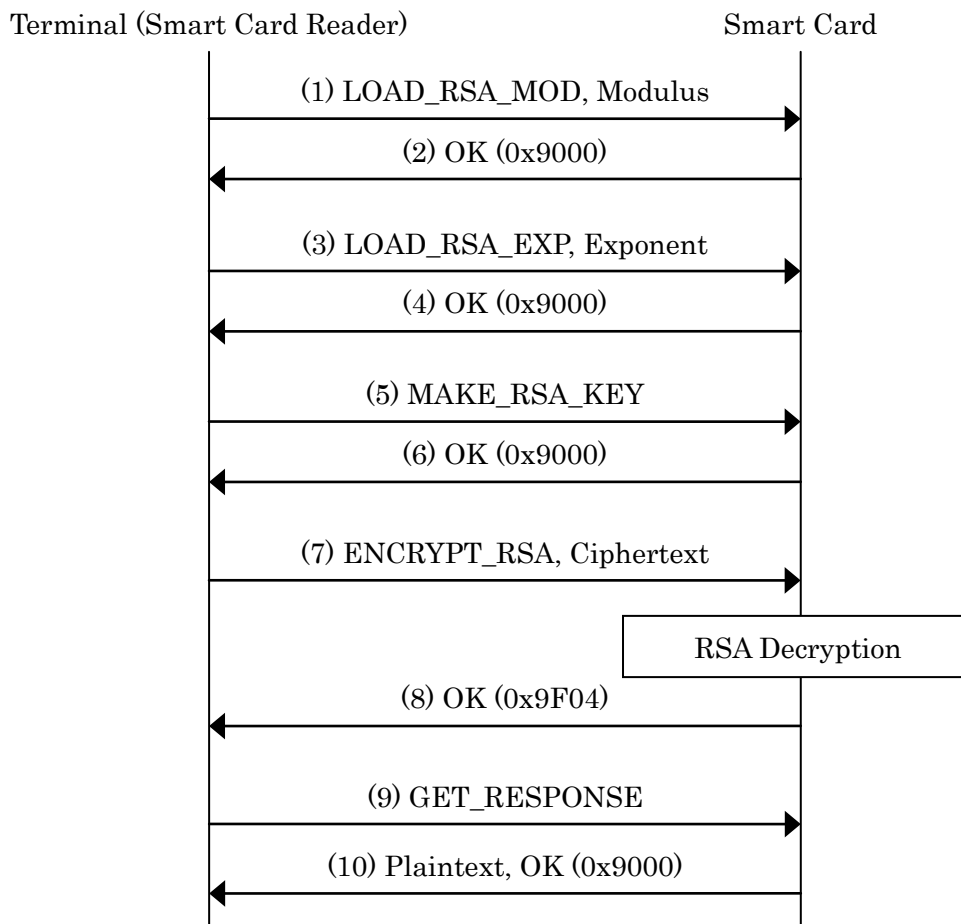 Terminal (Smart Card Reader)
Smart Card
(1) LOAD_RSA_MOD, Modulus
(2) OK (0x9000)
(3) LOAD_RSA_EXP, Exponent
(4) OK (0x9000)
(5) MAKE_RSA_KEY
(6) OK (0x9000)
(7) ENCRYPT_RSA, Ciphertext
RSA Decryption
(8) OK (0x9F04)
(9) GET_RESPONSE
(10) Plaintext, OK (0x9000)